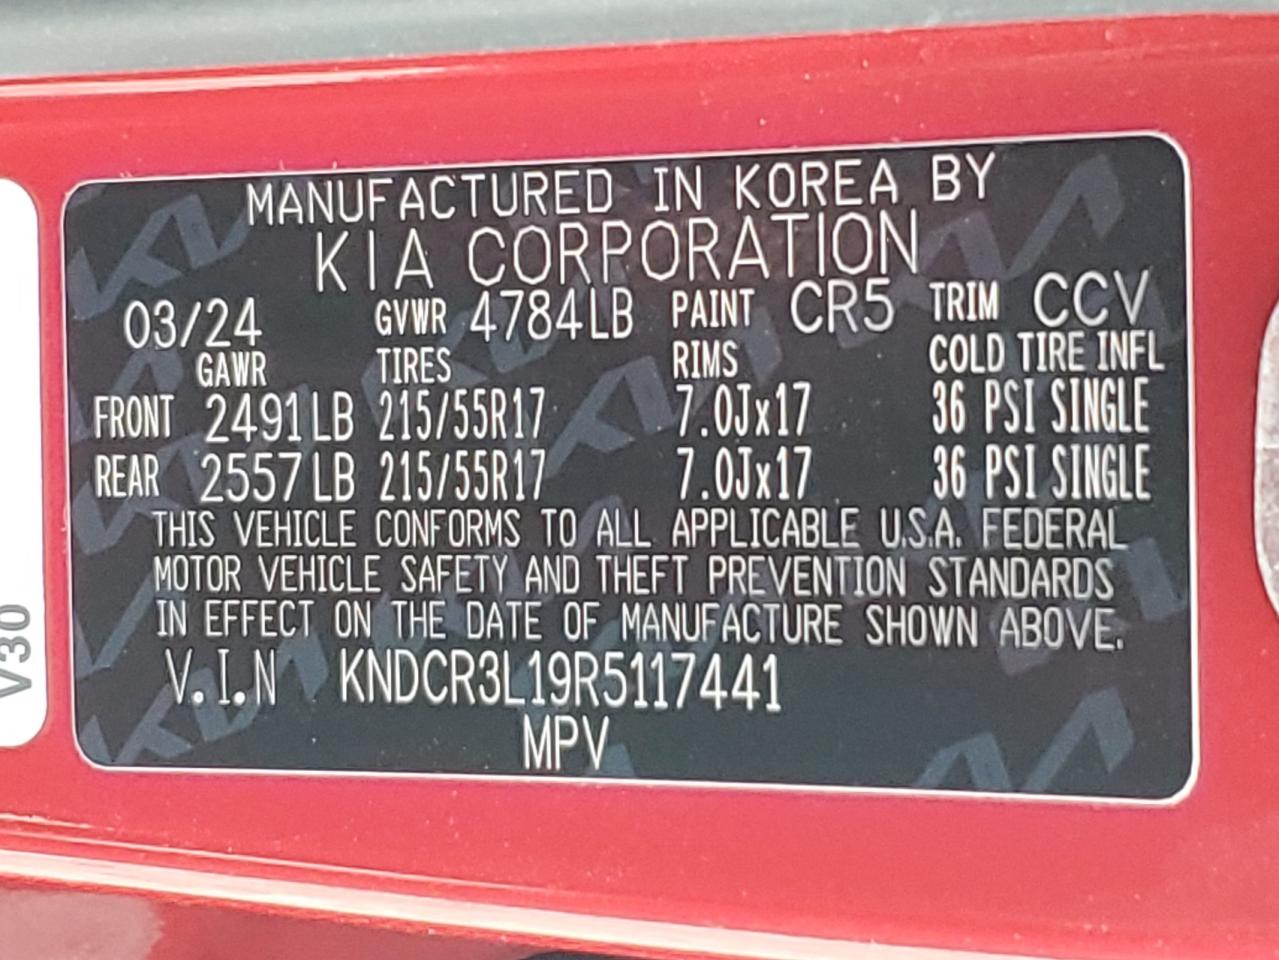 MANUFACTURED IN KOREA BY
KIA CORPORATION
03/24 GVWR 4784LB PAINT CR5 TRIM CCV
GAWR TIRES RIMS COLD TIRE INFL
FRONT 2491LB 215/55R17 7.0Jx17 36 PSI SINGLE
REAR 2557LB 215/55R17 7.0Jx17 36 PSI SINGLE
THIS VEHICLE CONFORMS TO ALL APPLICABLE U.S.A. FEDERAL
MOTOR VEHICLE SAFETY AND THEFT PREVENTION STANDARDS
IN EFFECT ON THE DATE OF MANUFACTURE SHOWN ABOVE.
V.I.N KNDCR3L19R5117441
MPV
V30